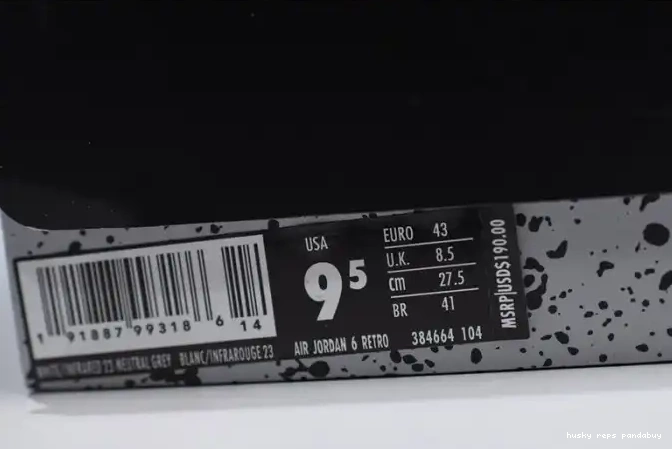 USA
9 5
EURO 43
U.K. 8.5
cm 27.5
BR 41
MSRP|USD$190.00
1 91887 99318 6 14
WHITE/INFRARED 23 NEUTRAL GREY BLANC/INFRAROUGE 23
AIR JORDAN 6 RETRO 384664 104
husky reps pandabuy